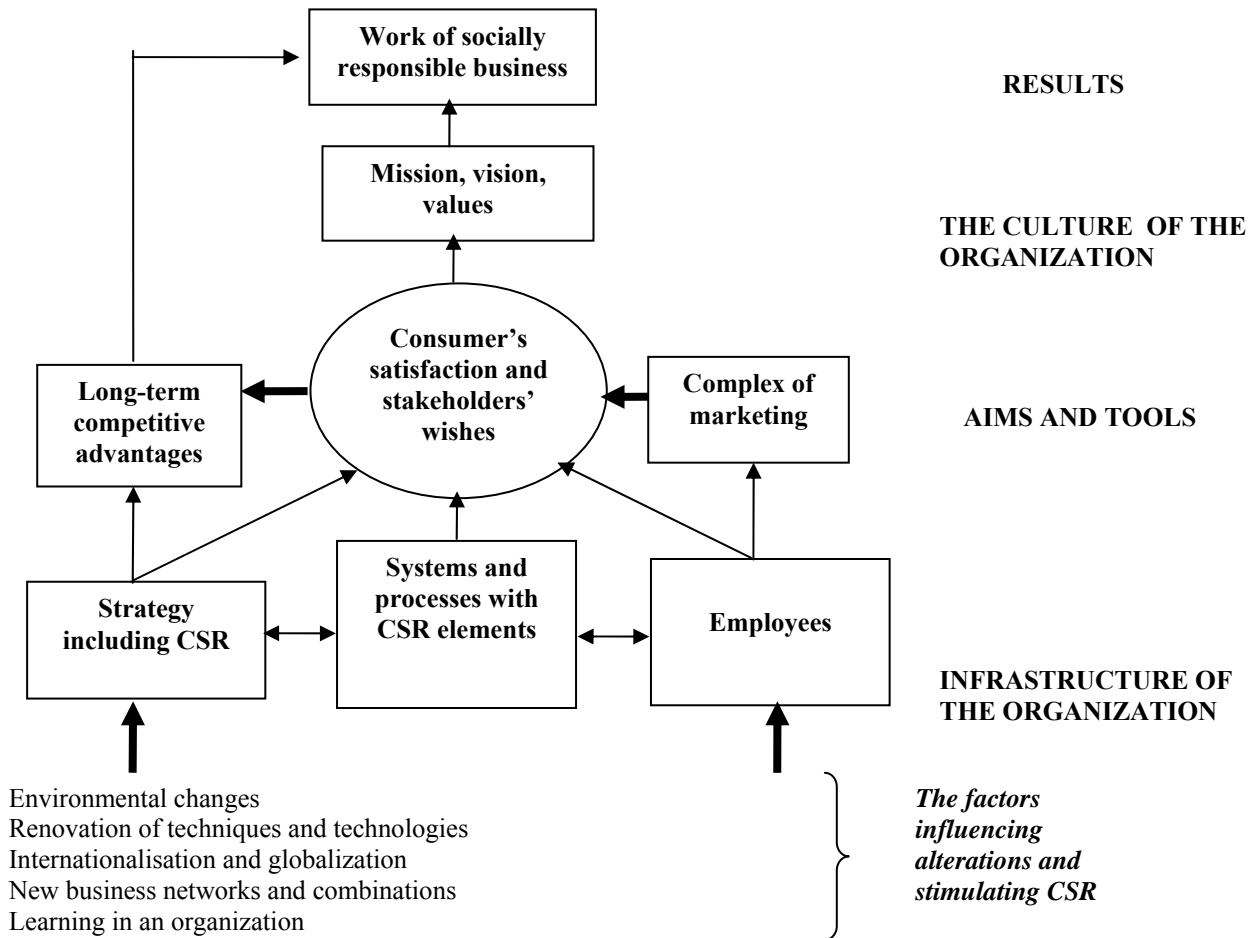 Work of socially
responsible business
RESULTS
Mission, vision,
values
THE CULTURE OF THE
ORGANIZATION
Consumer’s
satisfaction and
stakeholders’
wishes
Long-term
competitive
advantages
Complex of
marketing
AIMS AND TOOLS
Strategy
including CSR
Systems and
processes with
CSR elements
Employees
INFRASTRUCTURE OF
THE ORGANIZATION
Environmental changes
Renovation of techniques and technologies
Internationalisation and globalization
New business networks and combinations
Learning in an organization
The factors
influencing
alterations and
stimulating CSR